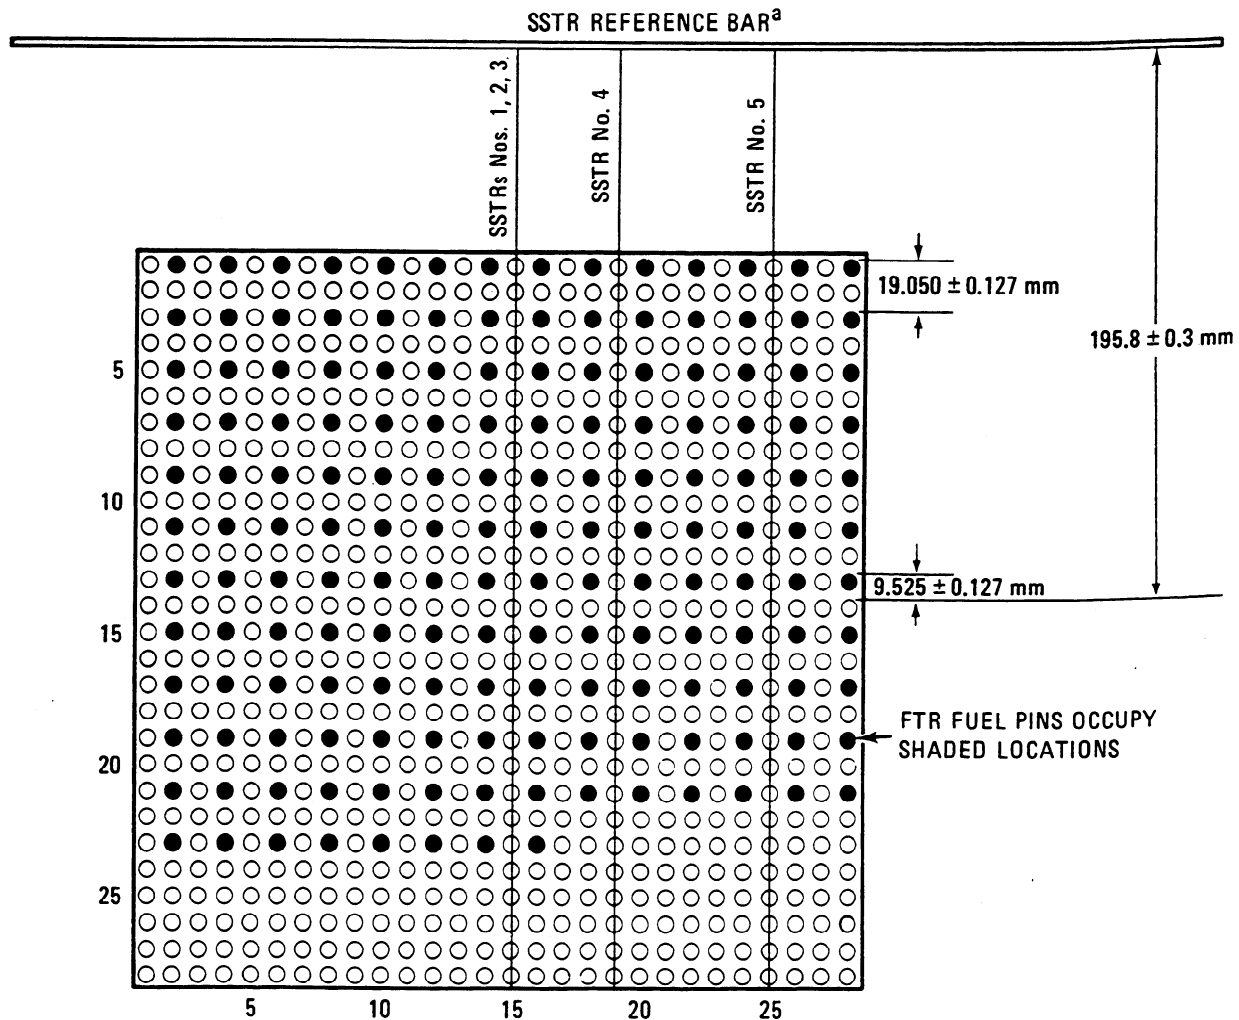 SSTR REFERENCE BARa
SSTRs Nos. 1, 2, 3.
SSTR No. 4
SSTR No. 5
19.050 ± 0.127 mm
195.8 ± 0.3 mm
5
10
9.525 ± 0.127 mm
15
FTR FUEL PINS OCCUPY
SHADED LOCATIONS
20
25
5 10 15 20 25